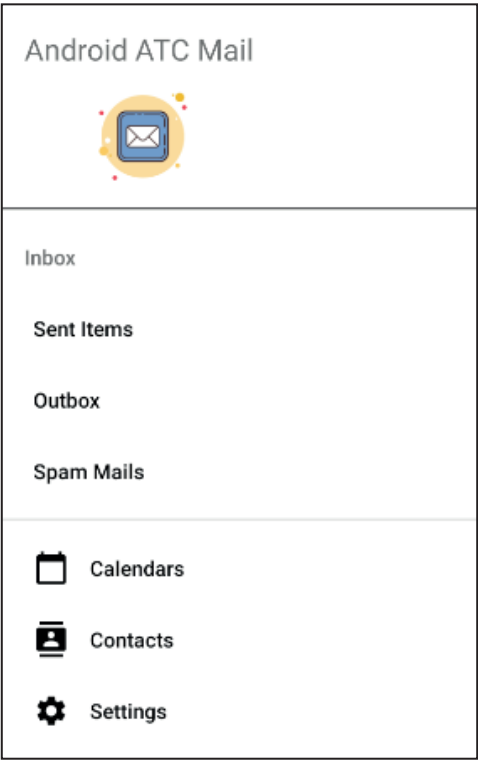 Android ATC Mail
Inbox
Sent Items
Outbox
Spam Mails
Calendars
Contacts
Settings